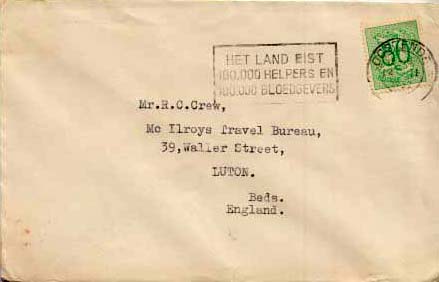 HET LAND EIST
100.000 HELPERS EN
100.000 BLOEDGEVERS
OOSTENDE
60
Mr.R.C.Crew,
Mc Ilroys Travel Bureau,
39,Waller Street,
LUTON.
Beds.
England.